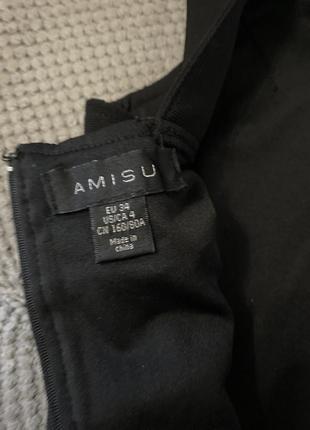 AMISU
EU 34
US/CA 4
CN 160/80A
Made in
china